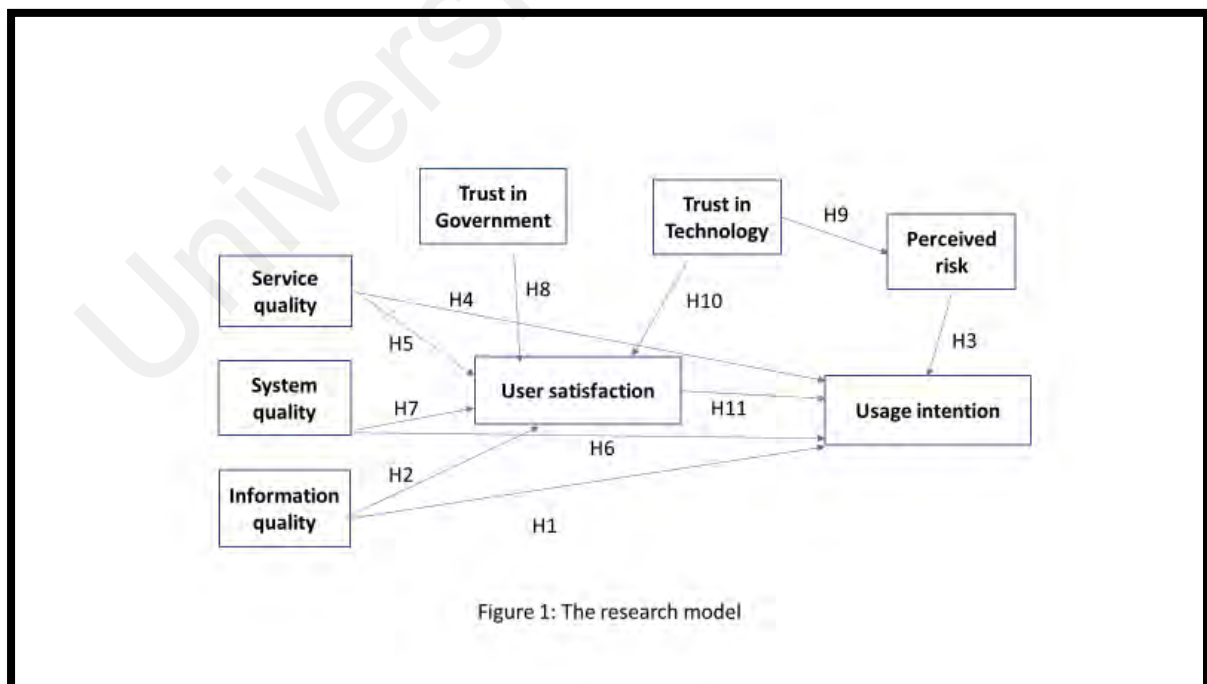 Univers
Trust in
Government
Trust in
Technology
H9
Perceived
risk
Service
quality
H4
H8
H10
H5
H3
System
quality
User satisfaction
H7
H11
Usage intention
H6
H2
Information
quality
H1
Figure 1: The research model